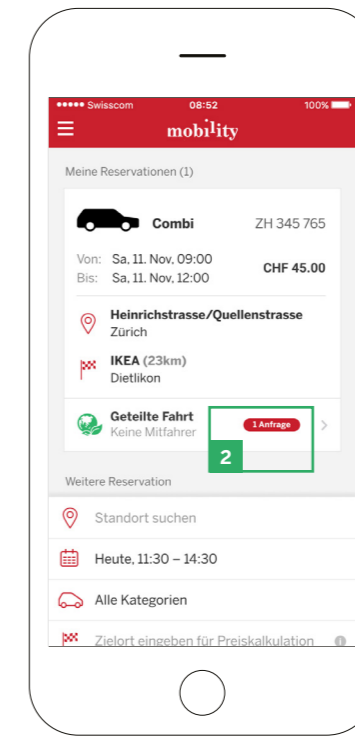 Swisscom 08:52 100%
mobility
Meine Reservationen (1)
Combi ZH 345 765
Von: Sa, 11. Nov, 09:00
CHF 45.00
Bis: Sa, 11. Nov, 12:00
Heinrichstrasse/Quellenstrasse
Zürich
IKEA (23km)
Dietlikon
Geteilte Fahrt 1 Anfrage
Keine Mitfahrer
2
Weitere Reservation
Standort suchen
Heute, 11:30 – 14:30
Alle Kategorien
Zielort eingeben für Preiskalkulation